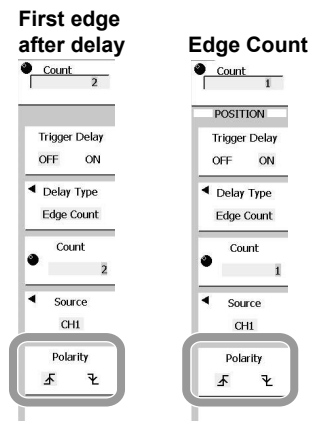 First edge
after delay
Count
2
Trigger Delay
OFF ON
Delay Type
Edge Count
Count
2
Source
CH1
Polarity
Edge Count
Count
1
POSITION
Trigger Delay
OFF ON
Delay Type
Edge Count
Count
1
Source
CH1
Polarity